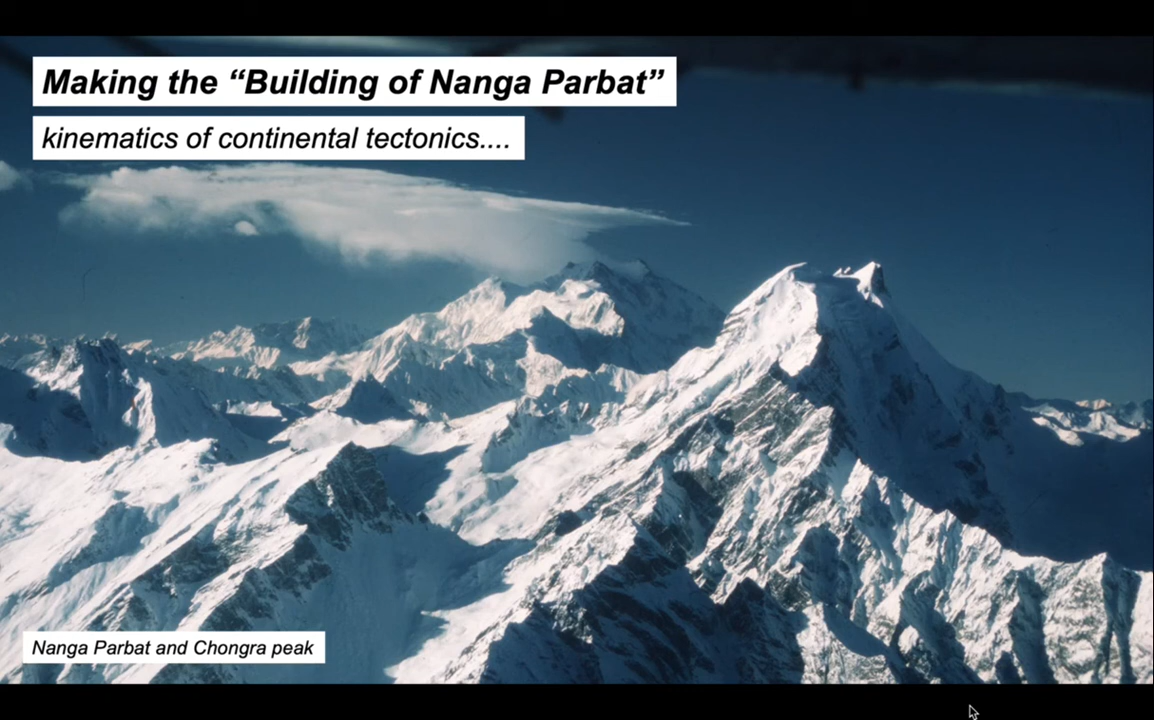 Making the “Building of Nanga Parbat”
kinematics of continental tectonics....
Nanga Parbat and Chongra peak